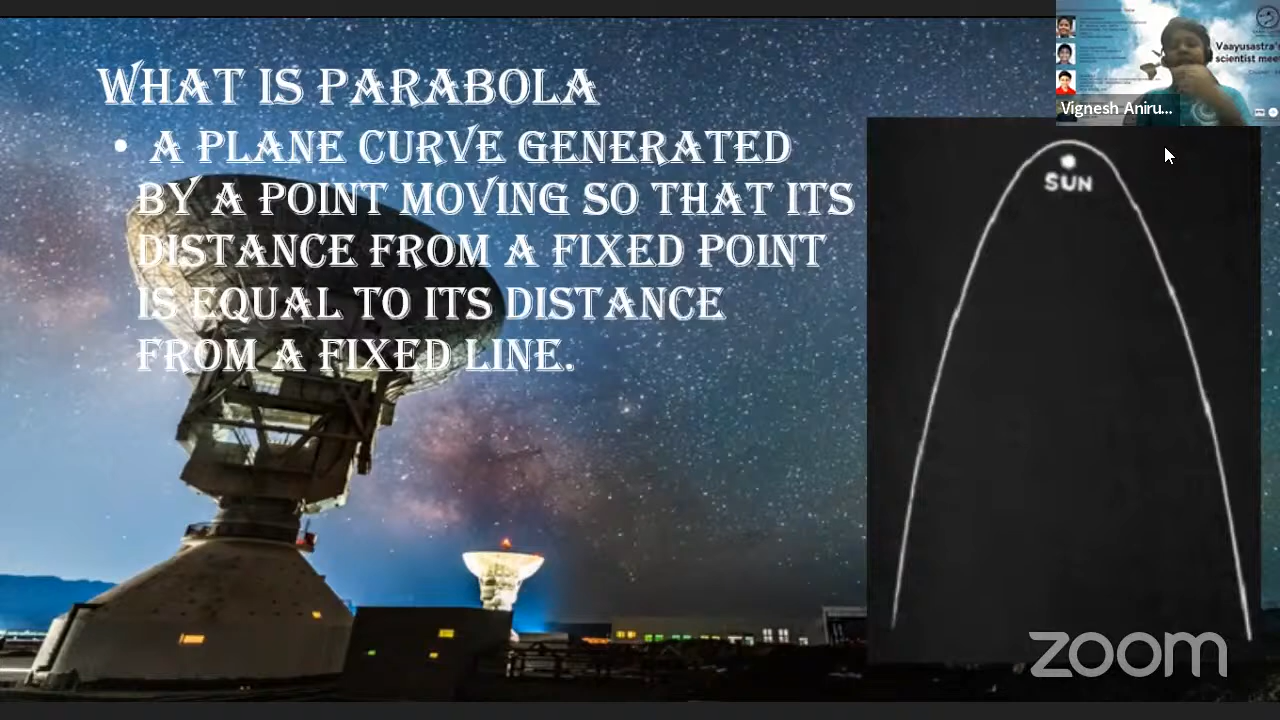 WHAT IS PARABOLA
• A PLANE CURVE GENERATED
BY A POINT MOVING SO THAT ITS
DISTANCE FROM A FIXED POINT
IS EQUAL TO ITS DISTANCE
FROM A FIXED LINE.
SUN
Vaayusastra's
scientist mee
Vignesh Aniru...
zoom